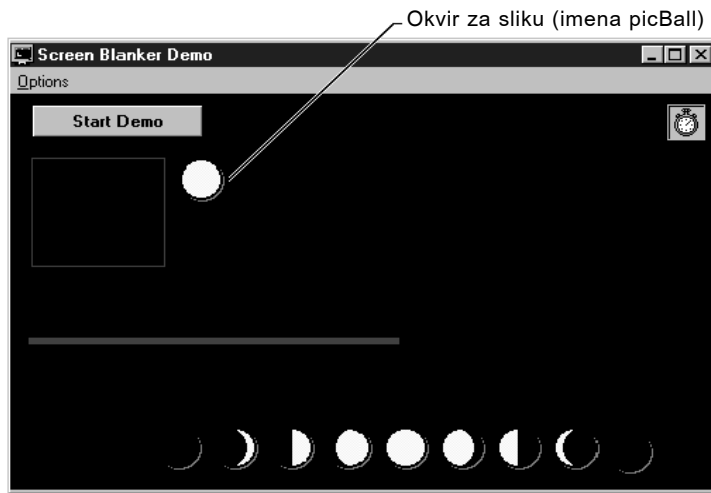 Okvir za sliku (imena picBall)
Screen Blanker Demo
Options
Start Demo